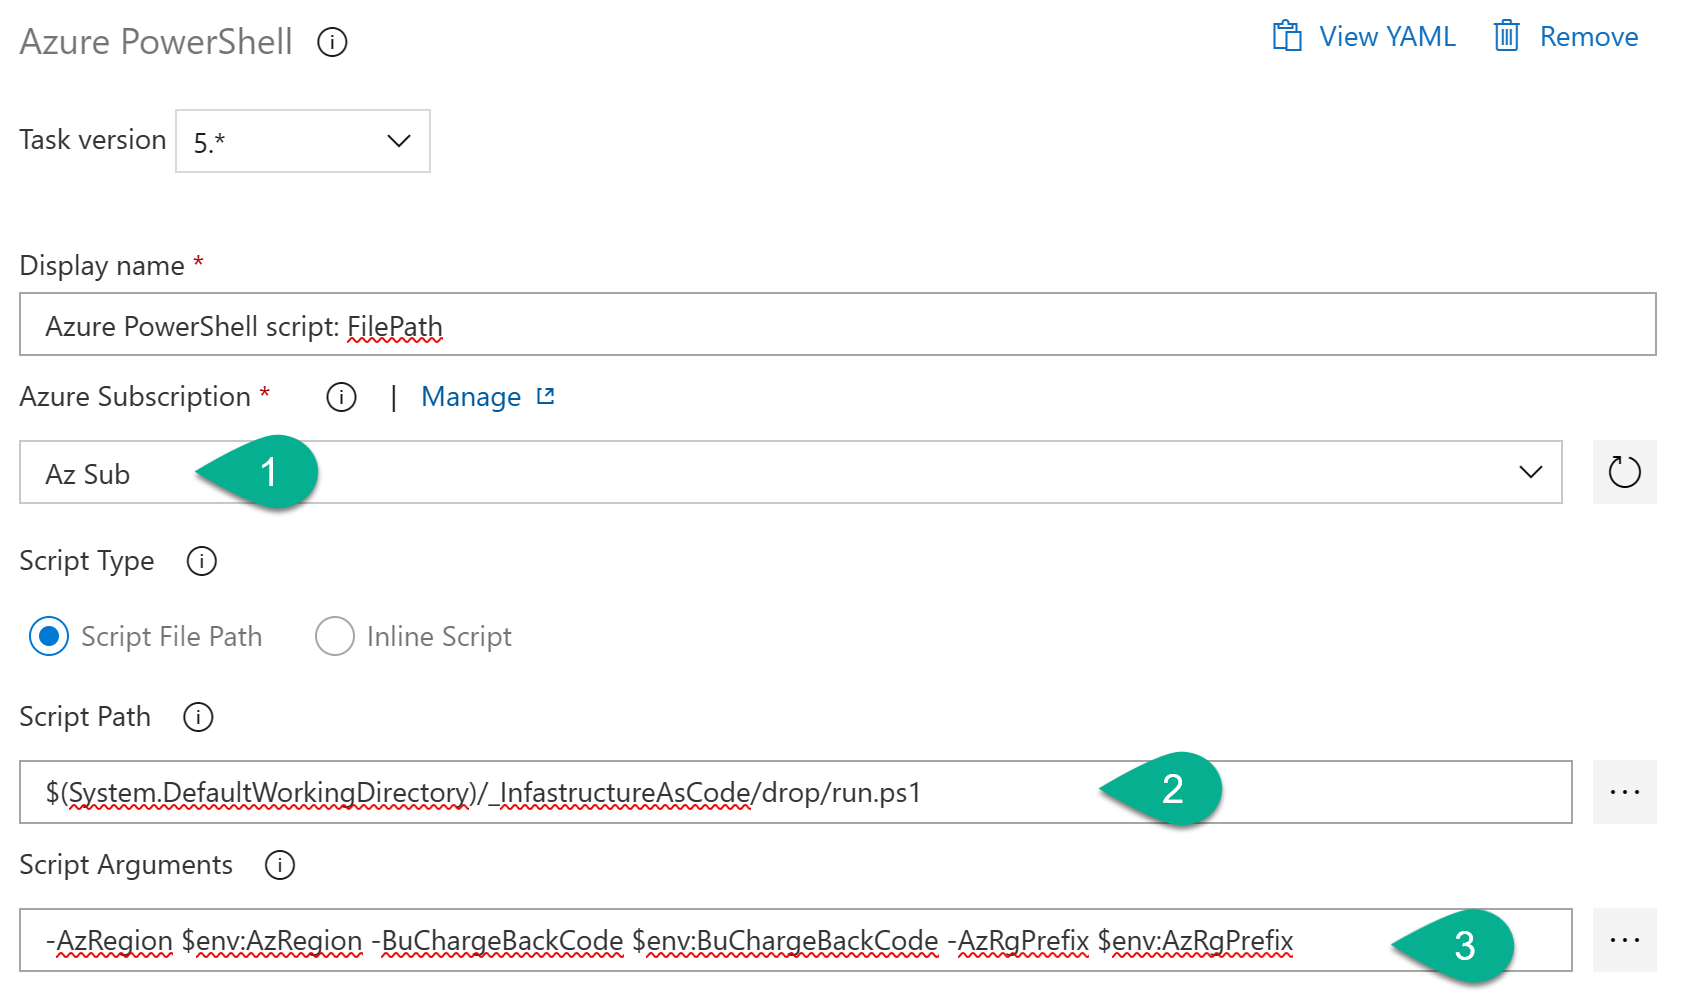 Azure PowerShell View YAML Remove
Task version 5.*
Display name *
Azure PowerShell script: FilePath
Azure Subscription * | Manage
Az Sub 1
Script Type
Script File Path Inline Script
Script Path
$(System.DefaultWorkingDirectory)/_InfastructureAsCode/drop/run.ps1 2
Script Arguments
-AzRegion $env:AzRegion -BuChargeBackCode $env:BuChargeBackCode -AzRgPrefix $env:AzRgPrefix 3